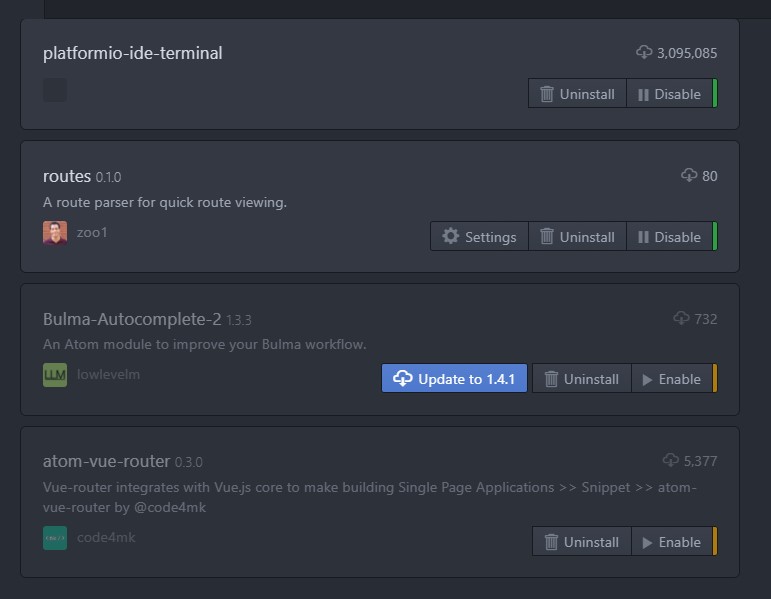 platformio-ide-terminal
3,095,085
Uninstall
Disable
routes 0.1.0
80
A route parser for quick route viewing.
zoo1
Settings
Uninstall
Disable
Bulma-Autocomplete-2 1.3.3
732
An Atom module to improve your Bulma workflow.
LLM
lowlevelm
Update to 1.4.1
Uninstall
Enable
atom-vue-router 0.3.0
5,377
Vue-router integrates with Vue.js core to make building Single Page Applications >> Snippet >> atom-
vue-router by @code4mk
code4mk
Uninstall
Enable